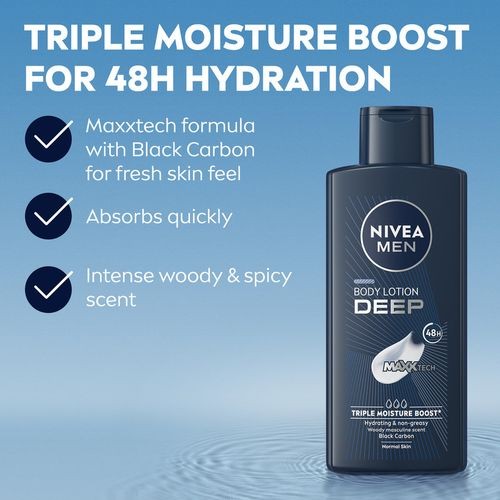 TRIPLE MOISTURE BOOST
FOR 48H HYDRATION
Maxxtech formula
with Black Carbon
for fresh skin feel
Absorbs quickly
Intense woody & spicy
scent
NIVEA
MEN
BODY LOTION
DEEP
48H
MAXXTECH
TRIPLE MOISTURE BOOST*
Hydrating & non-greasy
Woody masculine scent
Black Carbon
Normal Skin